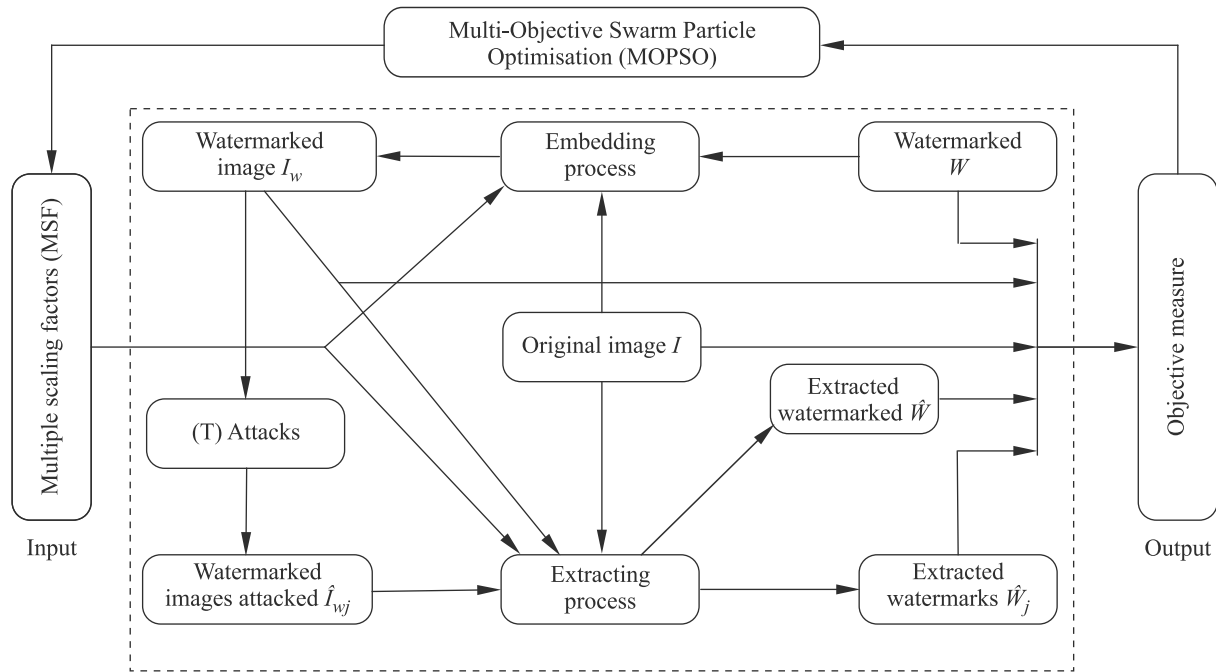 Multi-Objective Swarm Particle
Optimisation (MOPSO)
Watermarked
image I_w
Embedding
process
Watermarked
W
Multiple scaling factors (MSF)
Original image I
Objective measure
Extracted
watermarked Ŵ
(T) Attacks
Input
Output
Watermarked
images attacked Î_wj
Extracting
process
Extracted
watermarks Ŵ_j